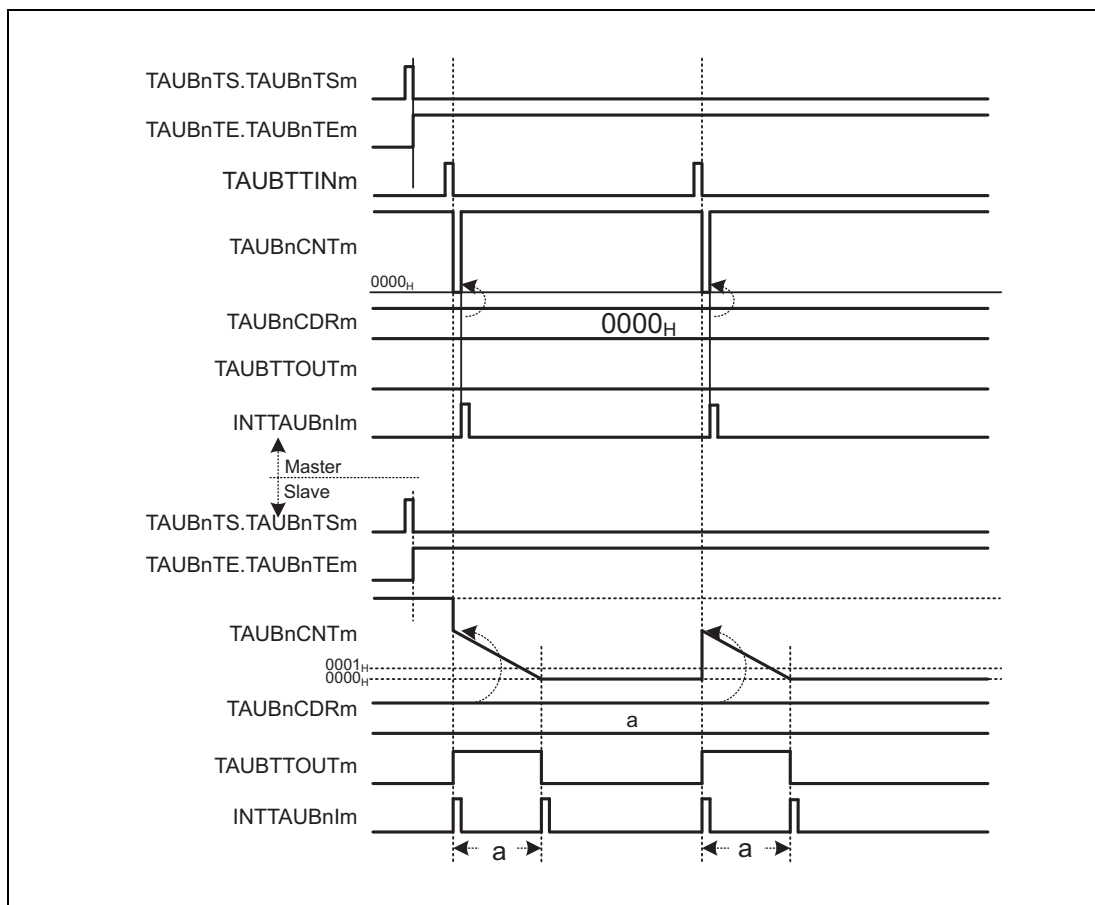 TAUBnTS.TAUBnTSm
TAUBnTE.TAUBnTEm
TAUBTTINm
TAUBnCNTm
0000H
TAUBnCDRm
0000H
TAUBTTOUTm
INTTAUBnIm
Master
Slave
TAUBnTS.TAUBnTSm
TAUBnTE.TAUBnTEm
TAUBnCNTm
0001H
0000H
TAUBnCDRm
a
TAUBTTOUTm
INTTAUBnIm
a a